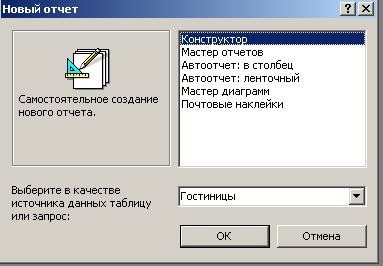 Новый отчет
Самостоятельное создание
нового отчета.
Конструктор
Мастер отчетов
Автоотчет: в столбец
Автоотчет: ленточный
Мастер диаграмм
Почтовые наклейки
Выберите в качестве
источника данных таблицу
или запрос:
Гостиницы
ОК
Отмена